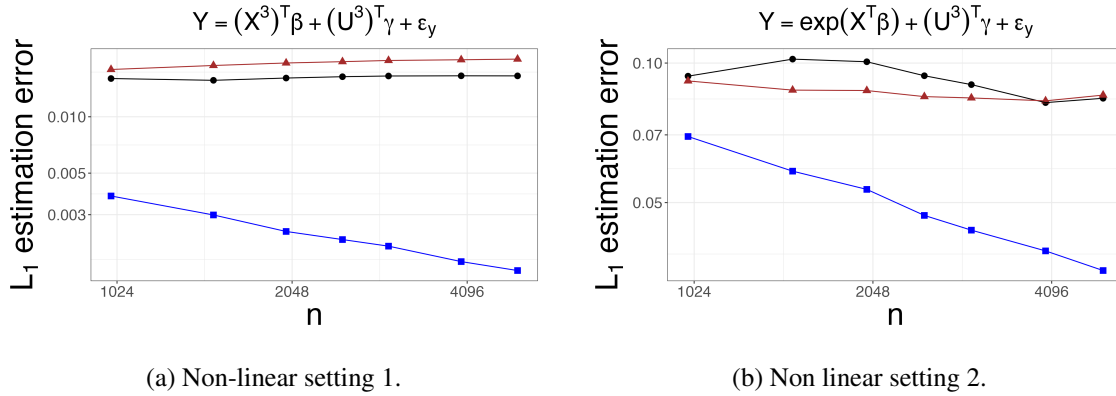 Y = (X³)ᵀβ + (U³)ᵀγ + εy
L₁ estimation error
0.010
0.005
0.003
1024 2048 4096
n
(a) Non-linear setting 1.
Y = exp(Xᵀβ) + (U³)ᵀγ + εy
L₁ estimation error
0.10
0.07
0.05
1024 2048 4096
n
(b) Non linear setting 2.